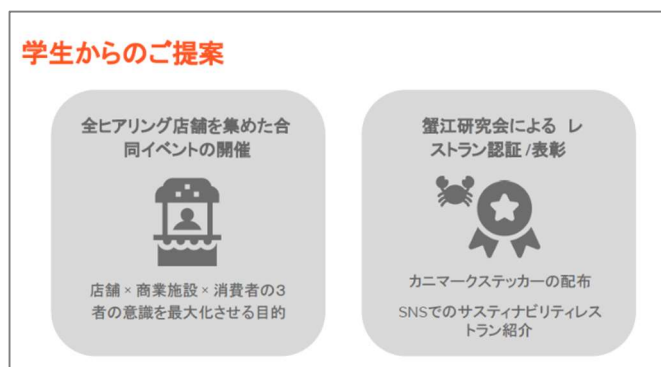 学生からのご提案
全ヒアリング店舗を集めた合
同イベントの開催
店舗 × 商業施設 × 消費者の3
者の意識を最大化させる目的
蟹江研究会による レ
ストラン認証 /表彰
カニマークステッカーの配布
SNSでのサスティナビリティレス
トラン紹介